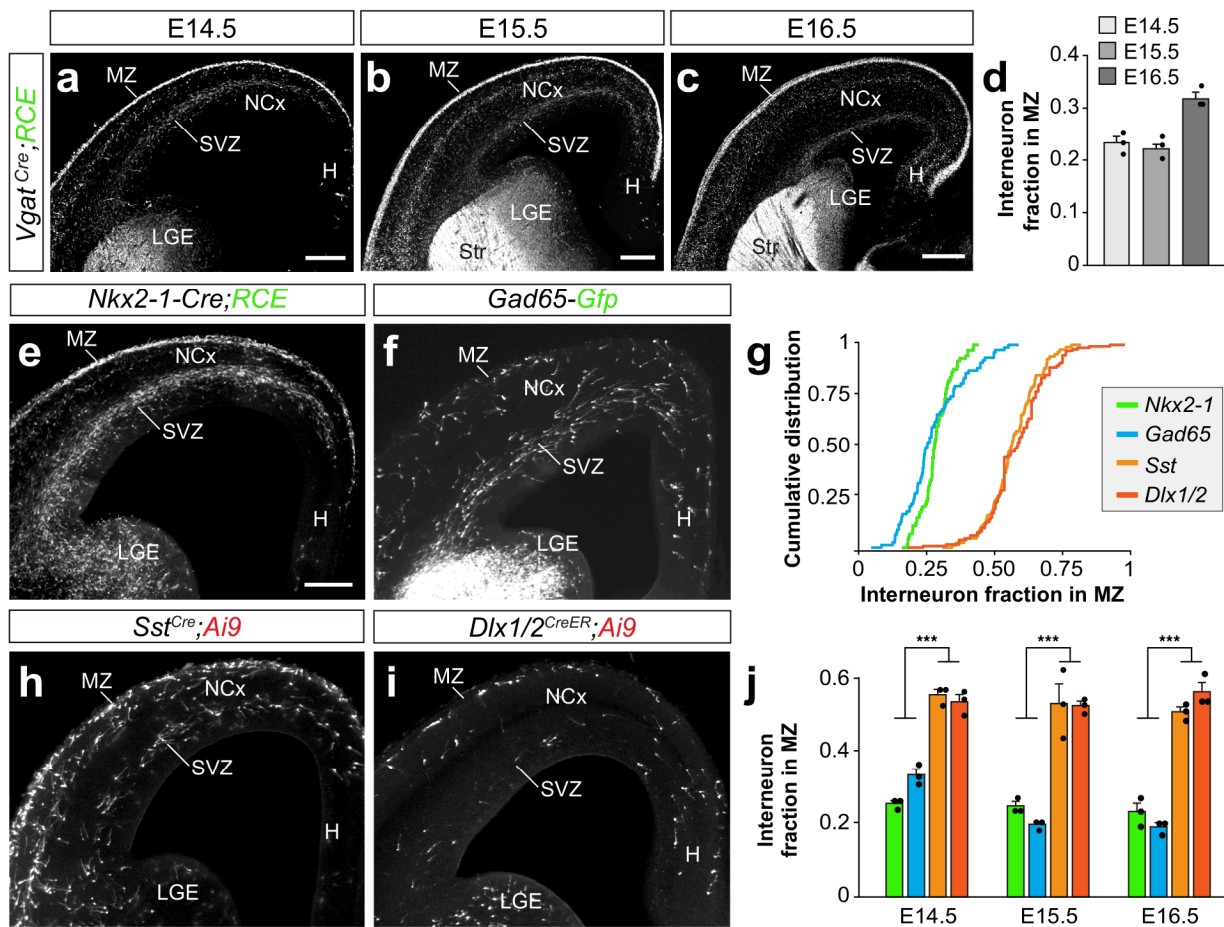 E14.5
E15.5
E16.5
Vgat Cre;RCE
a
MZ
NCx
SVZ
H
LGE
b
MZ
NCx
SVZ
H
LGE
Str
c
MZ
NCx
SVZ
H
LGE
Str
d
E14.5
E15.5
E16.5
Interneuron
fraction in MZ
0.4
0.3
0.2
0.1
0
Nkx2-1-Cre;RCE
Gad65-Gfp
e
MZ
NCx
SVZ
H
LGE
f
MZ
NCx
SVZ
H
LGE
g
Cumulative distribution
1
0.75
0.50
0.25
0.25
0.50
0.75
1
Interneuron fraction in MZ
Nkx2-1
Gad65
Sst
Dlx1/2
SstCre;Ai9
Dlx1/2CreER;Ai9
h
MZ
NCx
SVZ
H
LGE
i
MZ
NCx
SVZ
H
LGE
j
Interneuron
fraction in MZ
0.6
0.4
0.2
0
***
***
***
E14.5
E15.5
E16.5